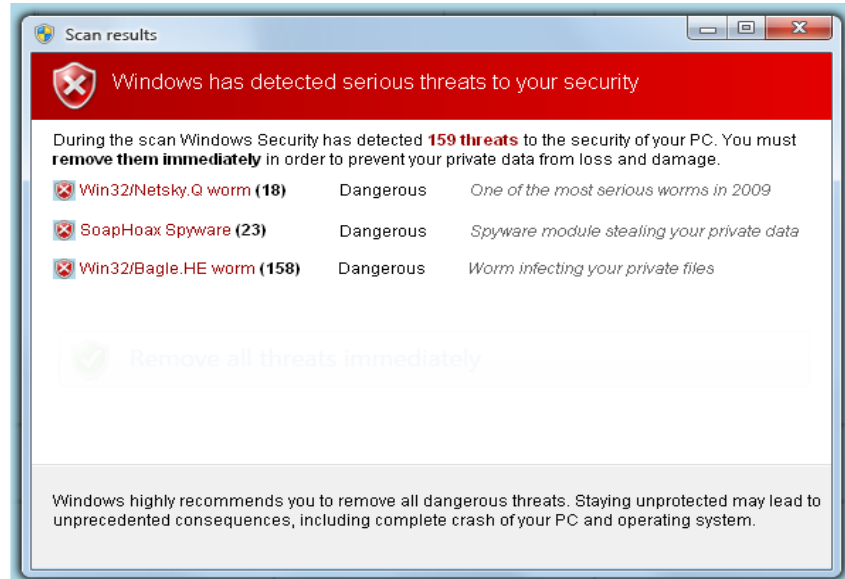 Scan results
Windows has detected serious threats to your security
During the scan Windows Security has detected 159 threats to the security of your PC. You must
remove them immediately in order to prevent your private data from loss and damage.
Win32/Netsky.Q worm (18) Dangerous One of the most serious worms in 2009
SoapHoax Spyware (23) Dangerous Spyware module stealing your private data
Win32/Bagle.HE worm (158) Dangerous Worm infecting your private files
Remove all threats immediately
Windows highly recommends you to remove all dangerous threats. Staying unprotected may lead to
unprecedented consequences, including complete crash of your PC and operating system.